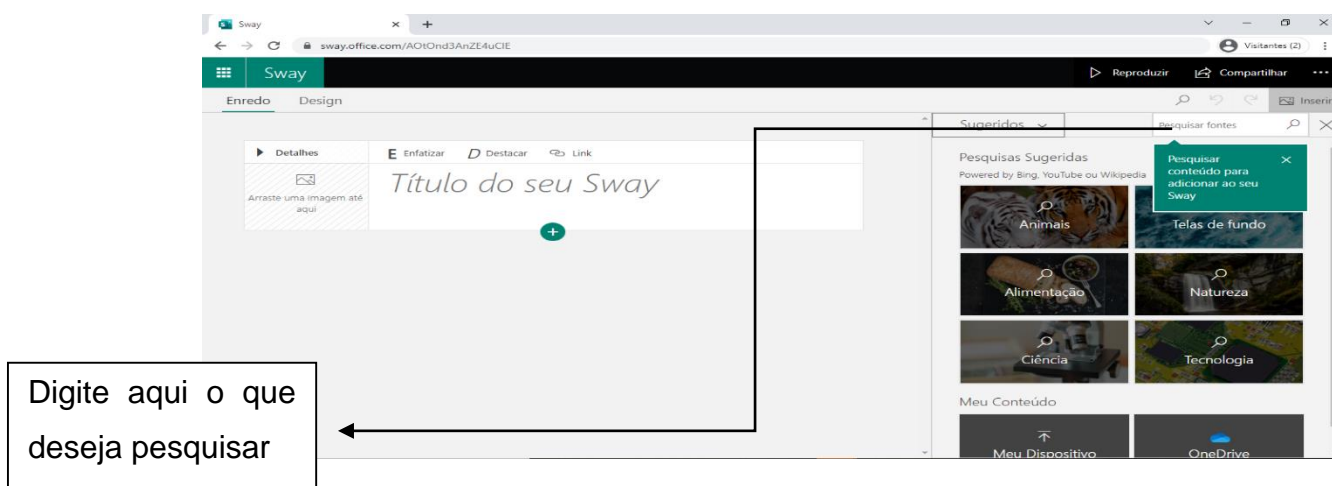 Sway
sway.office.com/AOtOnd3AnZE4uCIE
Visitantes (2)
Sway
Reproduzir
Compartilhar
Enredo
Design
Inserir
Sugeridos
Pesquisar fontes
Detalhes
E Enfatizar
D Destacar
Link
Arraste uma imagem até
aqui
Título do seu Sway
Pesquisas Sugeridas
Powered by Bing, YouTube ou Wikipedia
Pesquisar
conteúdo para
adicionar ao seu
Sway
Animais
Telas de fundo
Alimentação
Natureza
Ciência
Tecnologia
Meu Conteúdo
Meu Dispositivo
OneDrive
Digite aqui o que
deseja pesquisar